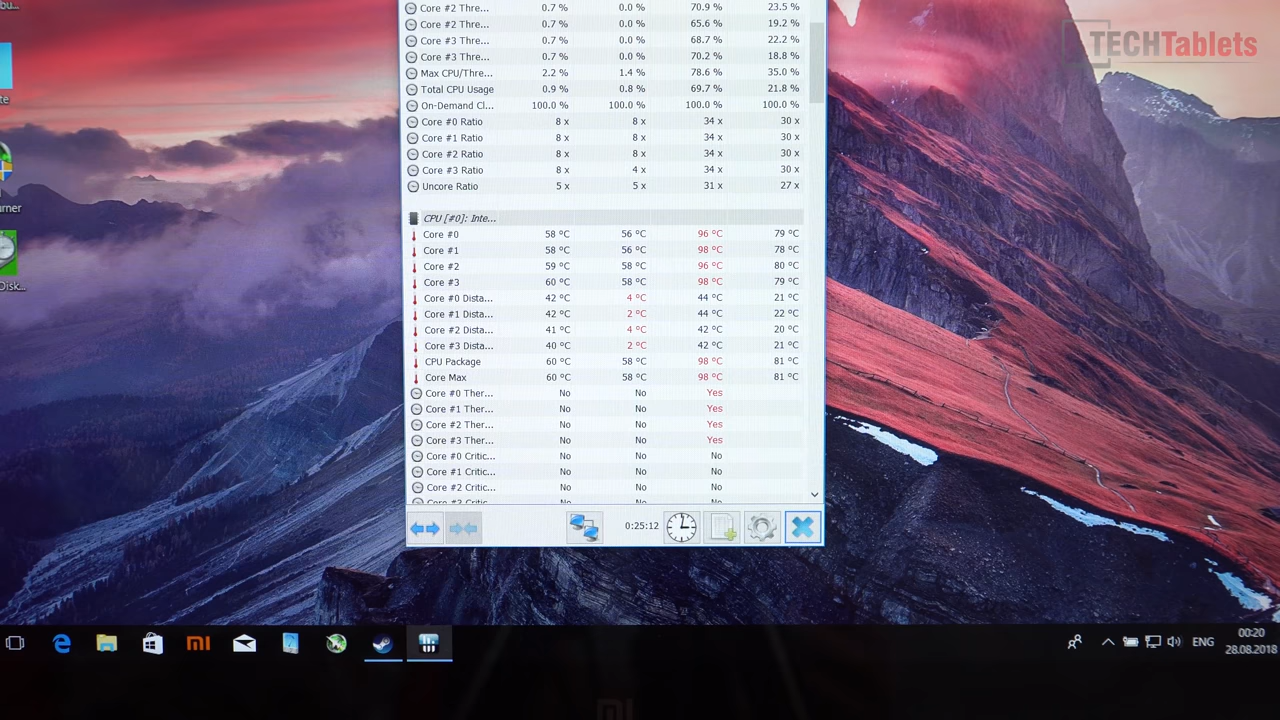 bu...
TECHTablets
Core #2 Thre... 0.7 % 0.0 % 70.9 % 23.5 %
Core #2 Thre... 0.7 % 0.0 % 65.6 % 19.2 %
Core #3 Thre... 0.7 % 0.0 % 68.7 % 22.2 %
Core #3 Thre... 0.7 % 0.0 % 70.2 % 18.8 %
Max CPU/Thre... 2.2 % 1.4 % 78.6 % 35.0 %
Total CPU Usage 0.9 % 0.8 % 69.7 % 21.8 %
On-Demand Cl... 100.0 % 100.0 % 100.0 % 100.0 %
Core #0 Ratio 8 x 8 x 34 x 30 x
Core #1 Ratio 8 x 8 x 34 x 30 x
Core #2 Ratio 8 x 8 x 34 x 30 x
Core #3 Ratio 8 x 4 x 34 x 30 x
Uncore Ratio 5 x 5 x 31 x 27 x
CPU [#0]: Inte...
Core #0 58 °C 56 °C 96 °C 79 °C
Core #1 58 °C 56 °C 98 °C 78 °C
Core #2 59 °C 58 °C 96 °C 80 °C
Core #3 60 °C 58 °C 98 °C 79 °C
Core #0 Dista... 42 °C 4 °C 44 °C 21 °C
Core #1 Dista... 42 °C 2 °C 44 °C 22 °C
Core #2 Dista... 41 °C 4 °C 42 °C 20 °C
Core #3 Dista... 40 °C 2 °C 42 °C 21 °C
CPU Package 60 °C 58 °C 98 °C 81 °C
Core Max 60 °C 58 °C 98 °C 81 °C
Core #0 Ther... No No Yes
Core #1 Ther... No No Yes
Core #2 Ther... No No Yes
Core #3 Ther... No No Yes
Core #0 Critic... No No No
Core #1 Critic... No No No
Core #2 Critic... No No No
Core #3 Critic... No No No
te
rner
Disk...
0:25:12
mi
ENG
00:20
28.08.2018
mi